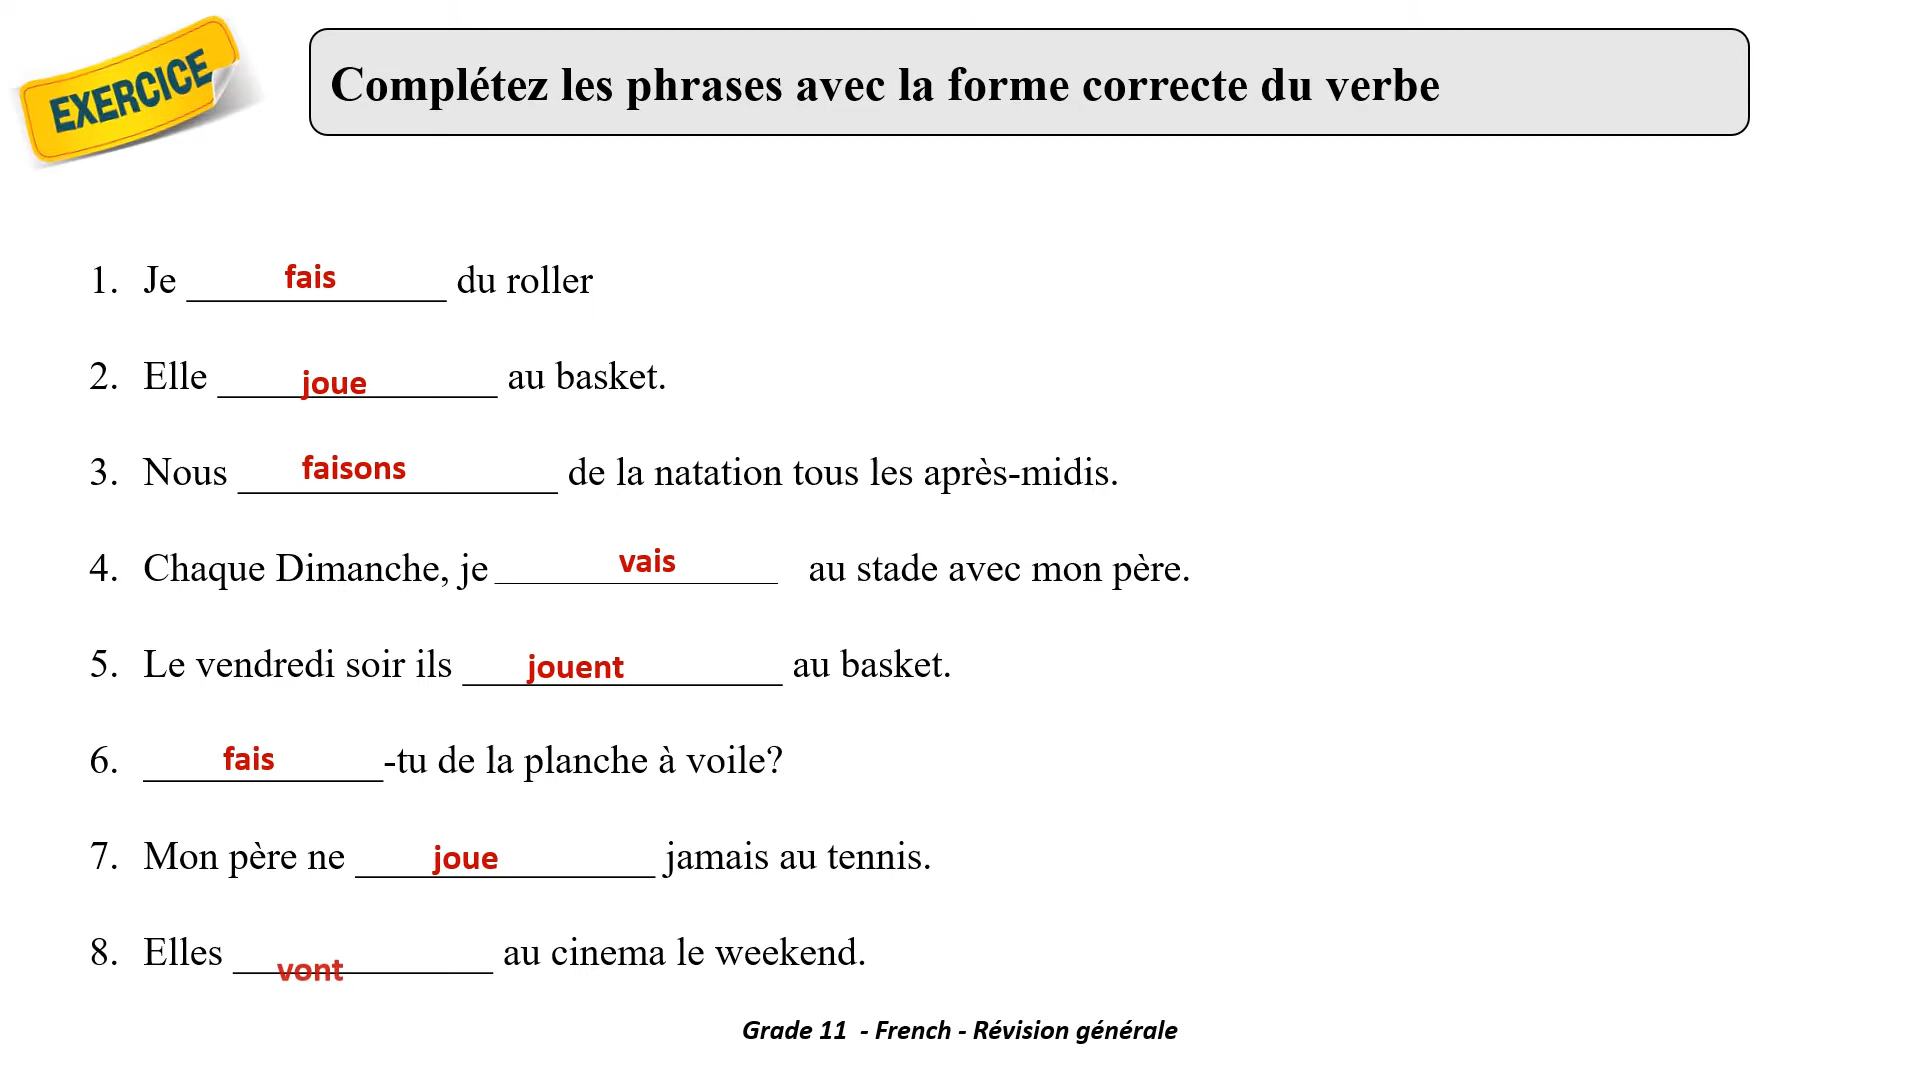 EXERCICE
Complétez les phrases avec la forme correcte du verbe
1. Je fais du roller
2. Elle joue au basket.
3. Nous faisons de la natation tous les après-midis.
4. Chaque Dimanche, je vais au stade avec mon père.
5. Le vendredi soir ils jouent au basket.
6. fais-tu de la planche à voile?
7. Mon père ne joue jamais au tennis.
8. Elles vont au cinema le weekend.
Grade 11 - French - Révision générale